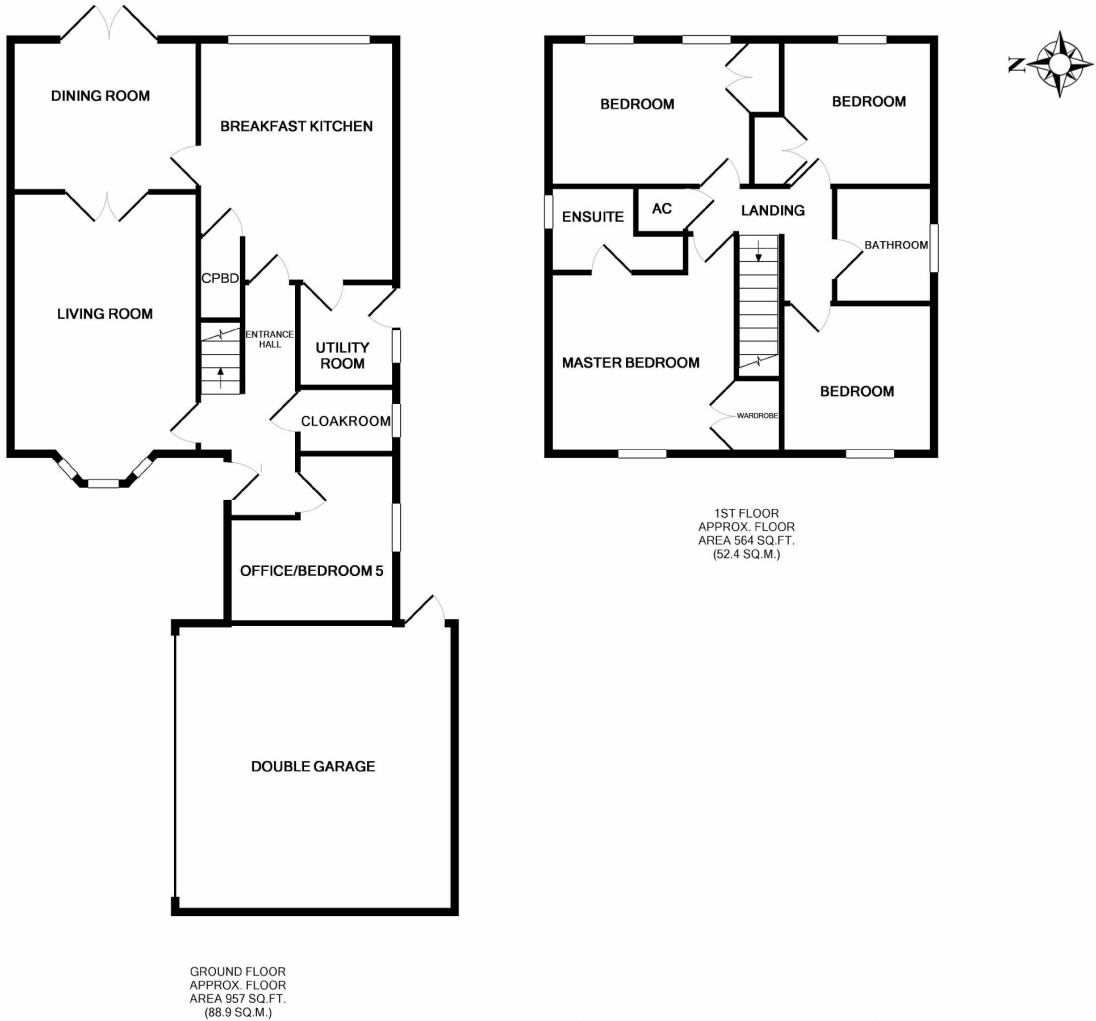 DINING ROOM
BREAKFAST KITCHEN
CPBD
LIVING ROOM
ENTRANCE
HALL
UTILITY
ROOM
CLOAKROOM
OFFICE/BEDROOM 5
DOUBLE GARAGE
GROUND FLOOR
APPROX. FLOOR
AREA 957 SQ.FT.
(88.9 SQ.M.)
BEDROOM
BEDROOM
ENSUITE
AC
LANDING
BATHROOM
MASTER BEDROOM
WARDROBE
BEDROOM
1ST FLOOR
APPROX. FLOOR
AREA 564 SQ.FT.
(52.4 SQ.M.)
N